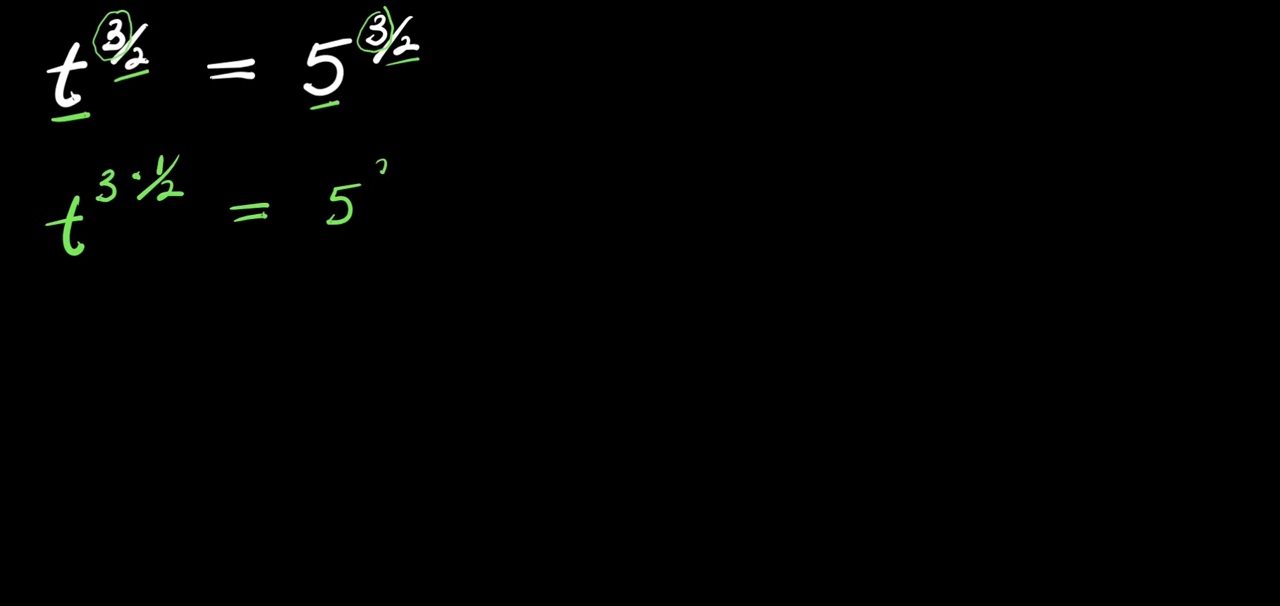 t^{3/2} = 5^{3/2}
t^{3 · 1/2} = 5